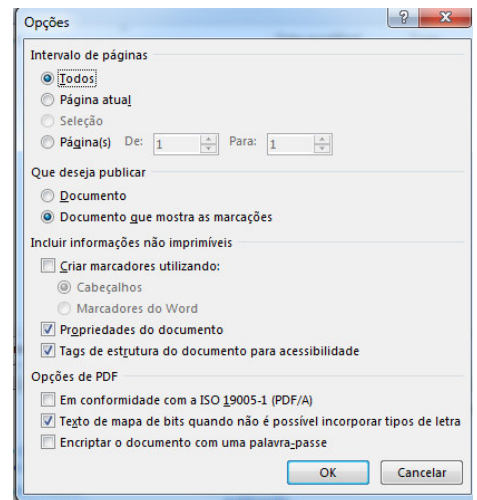 Opções
Intervalo de páginas
Todos
Página atual
Seleção
Página(s) De: 1 Para: 1
Que deseja publicar
Documento
Documento que mostra as marcações
Incluir informações não imprimíveis
Criar marcadores utilizando:
Cabeçalhos
Marcadores do Word
Propriedades do documento
Tags de estrutura do documento para acessibilidade
Opções de PDF
Em conformidade com a ISO 19005-1 (PDF/A)
Texto de mapa de bits quando não é possível incorporar tipos de letra
Encriptar o documento com uma palavra-passe
OK Cancelar